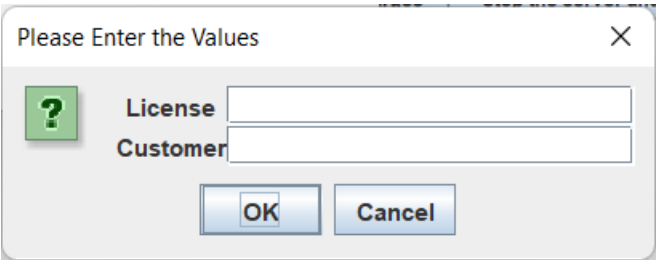 Please Enter the Values
License
Customer
OK
Cancel